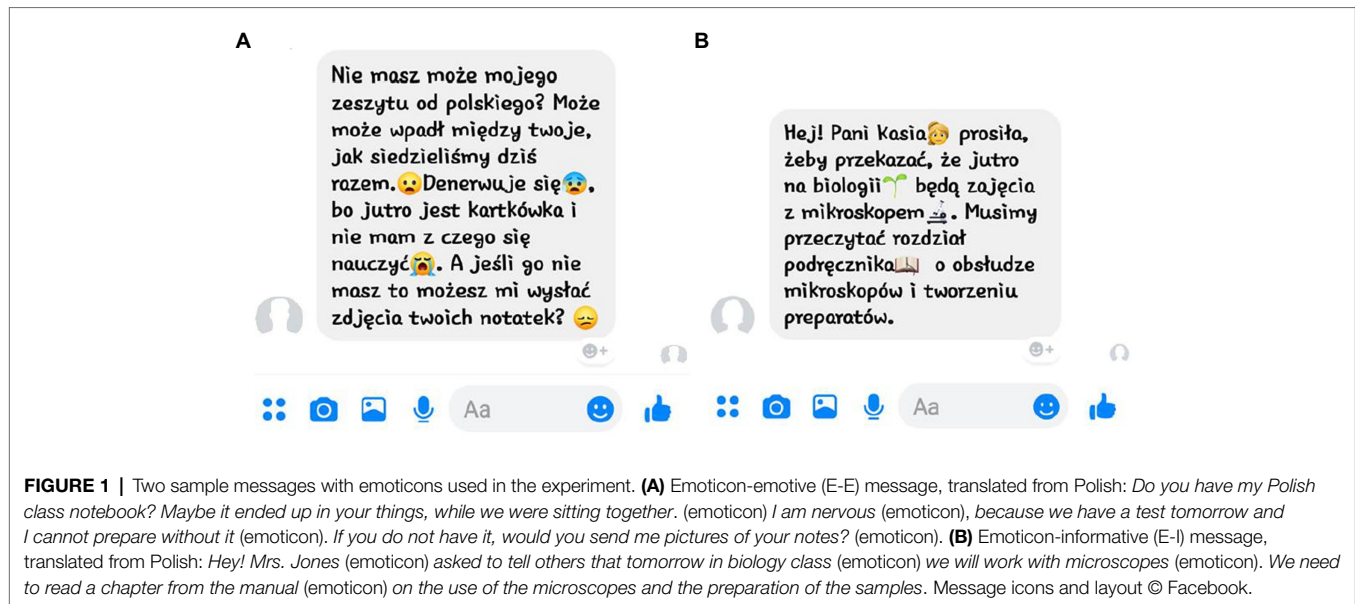 A
Nie masz może mojego
zeszytu od polskiego? Może
może wpadł między twoje,
jak siedzieliśmy dziś
razem.😦Denerwuje się😰,
bo jutro jest kartkówka i
nie mam z czego się
nauczyć😭. A jeśli go nie
masz to możesz mi wysłać
zdjęcia twoich notatek? 😞
Aa
B
Hej! Pani Kasia👩 prosiła,
żeby przekazać, że jutro
na biologii🌱 będą zajęcia
z mikroskopem🔬. Musimy
przeczytać rozdział
podręcznika📖 o obsłudze
mikroskopów i tworzeniu
preparatów.
Aa
FIGURE 1 | Two sample messages with emoticons used in the experiment. (A) Emoticon-emotive (E-E) message, translated from Polish: Do you have my Polish
class notebook? Maybe it ended up in your things, while we were sitting together. (emoticon) I am nervous (emoticon), because we have a test tomorrow and
I cannot prepare without it (emoticon). If you do not have it, would you send me pictures of your notes? (emoticon). (B) Emoticon-informative (E-I) message,
translated from Polish: Hey! Mrs. Jones (emoticon) asked to tell others that tomorrow in biology class (emoticon) we will work with microscopes (emoticon). We need
to read a chapter from the manual (emoticon) on the use of the microscopes and the preparation of the samples. Message icons and layout © Facebook.